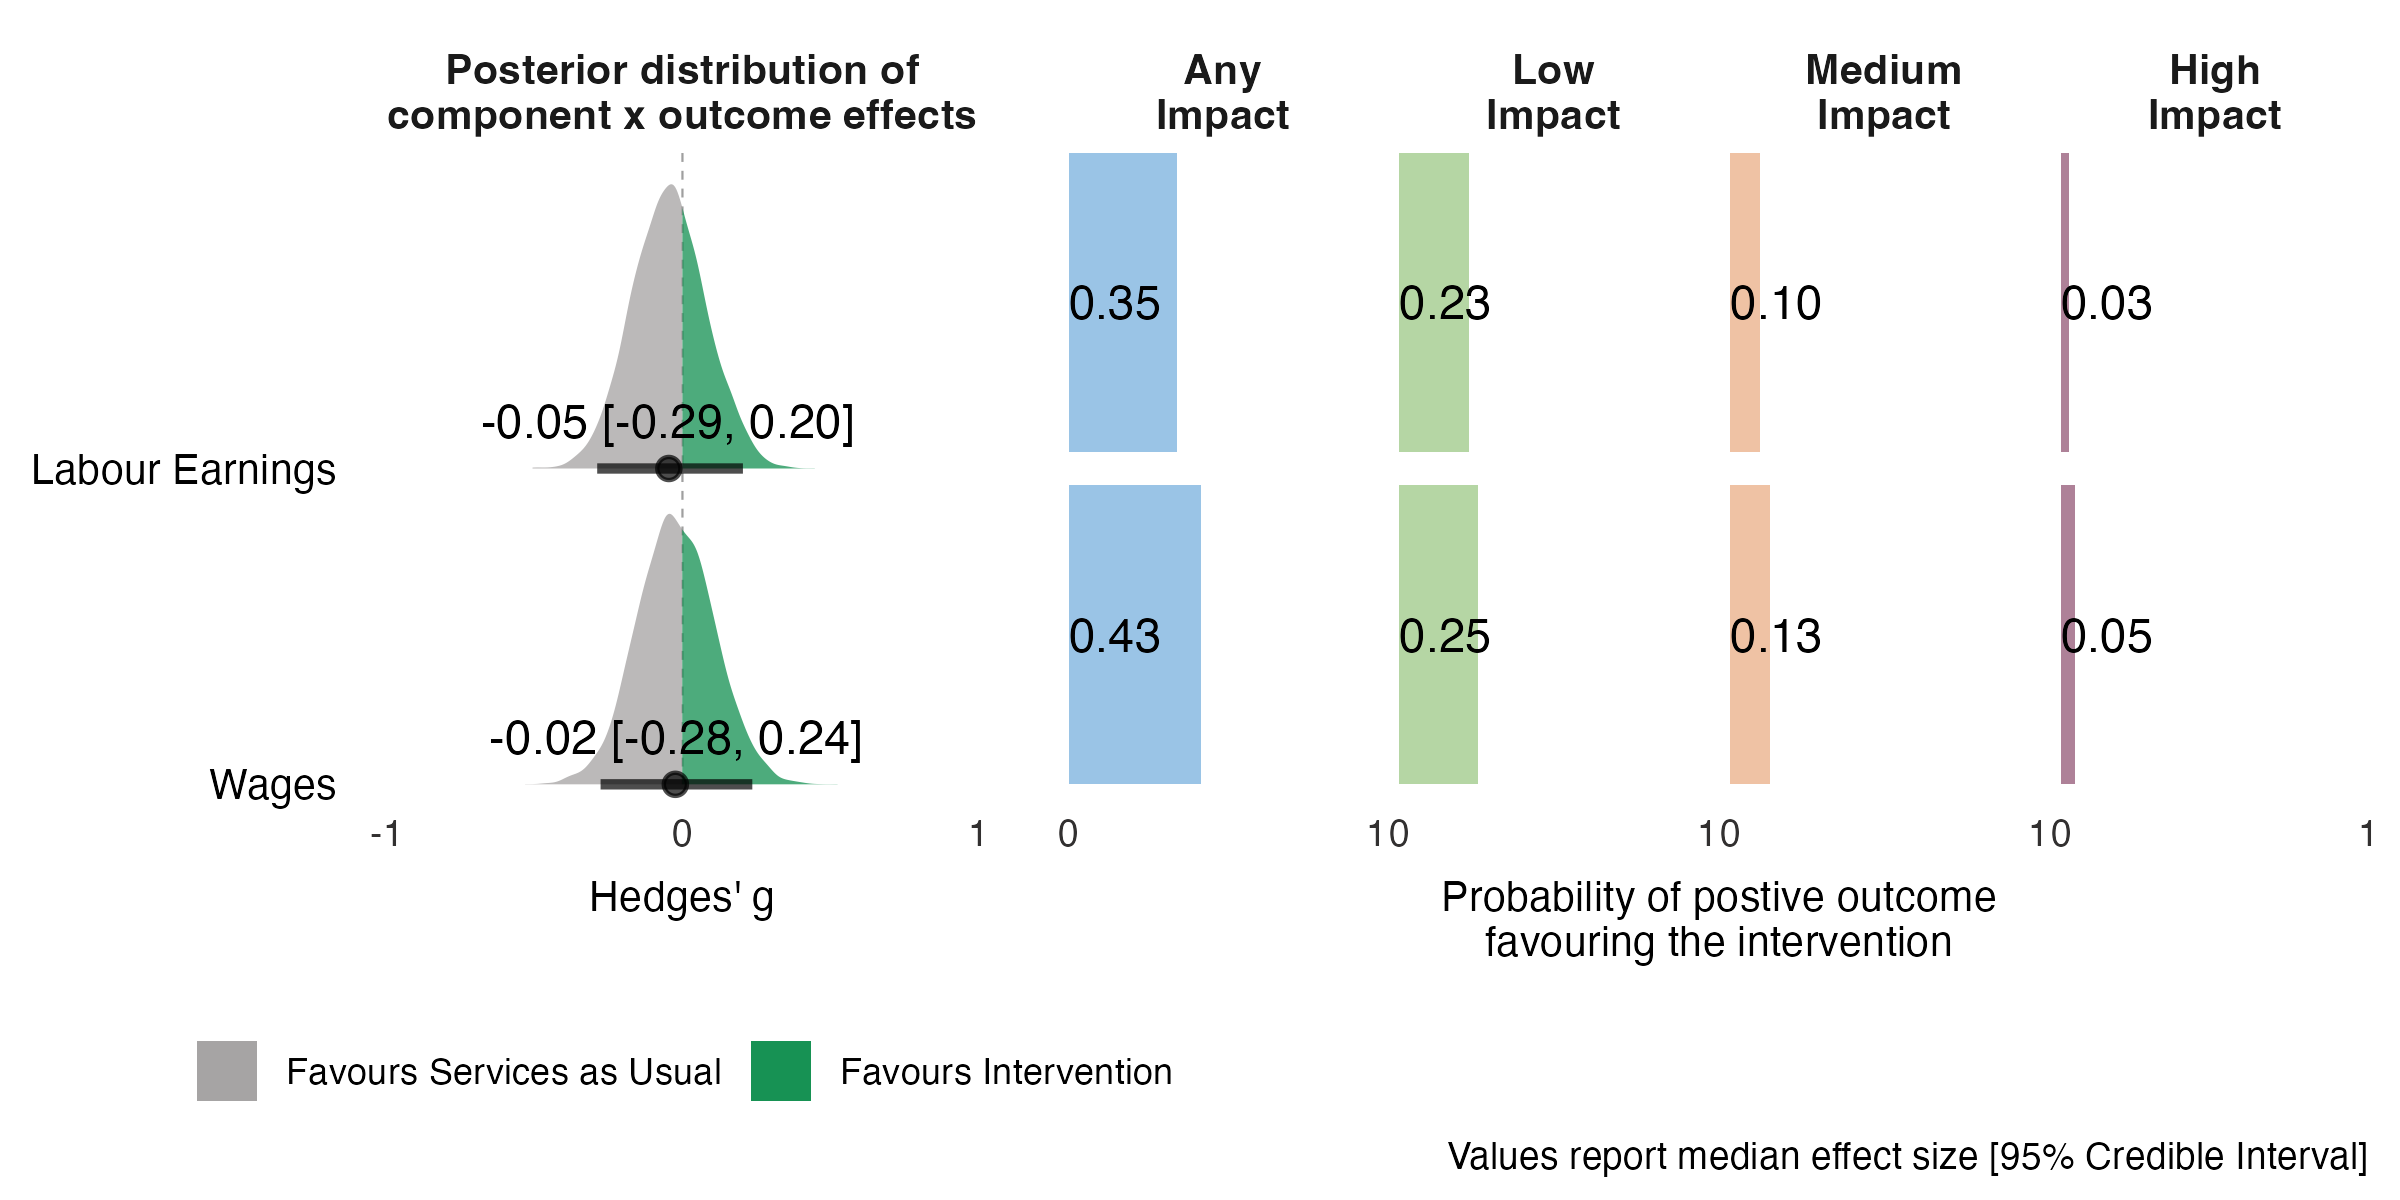 Posterior distribution of
component x outcome effects
Any
Impact
Low
Impact
Medium
Impact
High
Impact
Labour Earnings
-0.05 [-0.29, 0.20]
0.35
0.23
0.10
0.03
Wages
-0.02 [-0.28, 0.24]
0.43
0.25
0.13
0.05
-1 0 1
0 10 10 10 1
Hedges' g
Probability of postive outcome
favouring the intervention
Favours Services as Usual
Favours Intervention
Values report median effect size [95% Credible Interval]